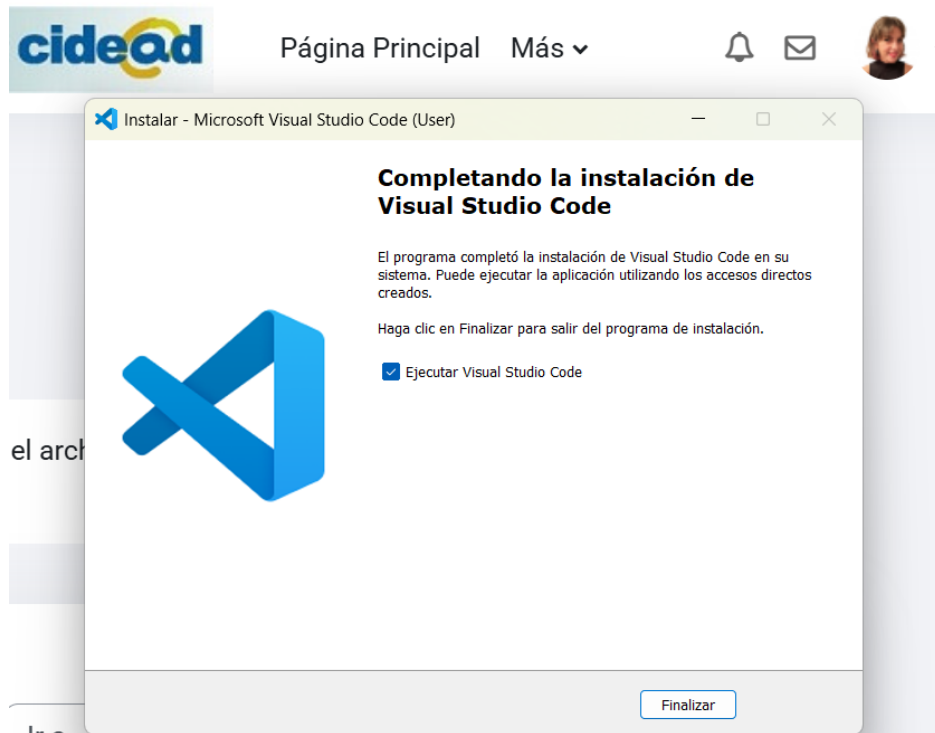 cidead Página Principal Más
Instalar - Microsoft Visual Studio Code (User)
Completando la instalación de
Visual Studio Code
El programa completó la instalación de Visual Studio Code en su
sistema. Puede ejecutar la aplicación utilizando los accesos directos
creados.
Haga clic en Finalizar para salir del programa de instalación.
Ejecutar Visual Studio Code
el arch
Finalizar